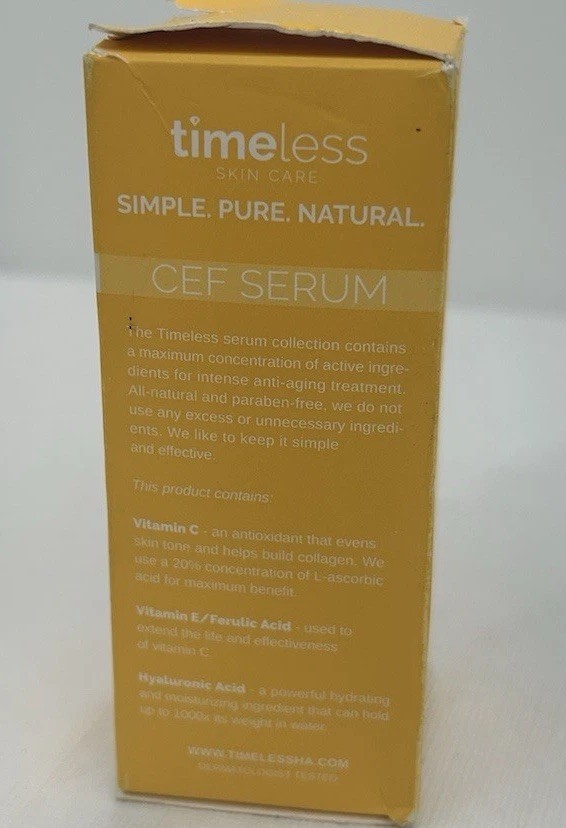 timeless
SKIN CARE
SIMPLE. PURE. NATURAL.
CEF SERUM
The Timeless serum collection contains
a maximum concentration of active ingre-
dients for intense anti-aging treatment.
All-natural and paraben-free, we do not
use any excess or unnecessary ingredi-
ents. We like to keep it simple
and effective.
This product contains:
Vitamin C - an antioxidant that evens
skin tone and helps build collagen. We
use a 20% concentration of L-ascorbic
acid for maximum benefit.
Vitamin E/Ferulic Acid - used to
extend the life and effectiveness
of vitamin C.
Hyaluronic Acid - a powerful hydrating
and moisturizing ingredient that can hold
up to 1000x its weight in water.
WWW.TIMELESSHA.COM
DERMATOLOGIST TESTED